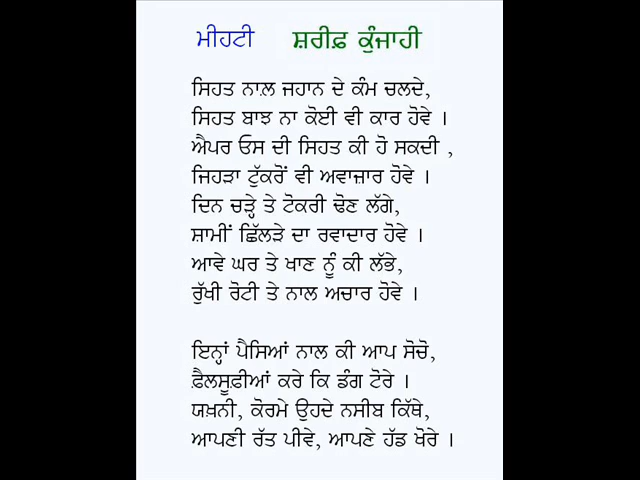 ਮੀਹਟੀ ਸ਼ਰੀਫ਼ ਕੁੰਜਾਹੀ
ਸਿਹਤ ਨਾਲ਼ ਜਹਾਨ ਦੇ ਕੰਮ ਚਲਦੇ,
ਸਿਹਤ ਬਾਝ ਨਾ ਕੋਈ ਵੀ ਕਾਰ ਹੋਵੇ ।
ਐਪਰ ਓਸ ਦੀ ਸਿਹਤ ਕੀ ਹੋ ਸਕਦੀ ,
ਜਿਹੜਾ ਟੁੱਕਰੋਂ ਵੀ ਅਵਾਜ਼ਾਰ ਹੋਵੇ ।
ਦਿਨ ਚੜ੍ਹੇ ਤੇ ਟੋਕਰੀ ਢੋਣ ਲੱਗੇ,
ਸ਼ਾਮੀਂ ਛਿੱਲੜੇ ਦਾ ਰਵਾਦਾਰ ਹੋਵੇ ।
ਆਵੇ ਘਰ ਤੇ ਖਾਣ ਨੂੰ ਕੀ ਲੱਭੇ,
ਰੁੱਖੀ ਰੋਟੀ ਤੇ ਨਾਲ ਅਚਾਰ ਹੋਵੇ ।
ਇਨ੍ਹਾਂ ਪੈਸਿਆਂ ਨਾਲ ਕੀ ਆਪ ਸੋਚੋ,
ਫ਼ੈਲਸੂਫ਼ੀਆਂ ਕਰੇ ਕਿ ਡੰਗ ਟੋਰੇ ।
ਯਖ਼ਨੀ, ਕੋਰਮੇ ਉਹਦੇ ਨਸੀਬ ਕਿੱਥੇ,
ਆਪਣੀ ਰੱਤ ਪੀਵੇ, ਆਪਣੇ ਹੱਡ ਖੋਰੇ ।